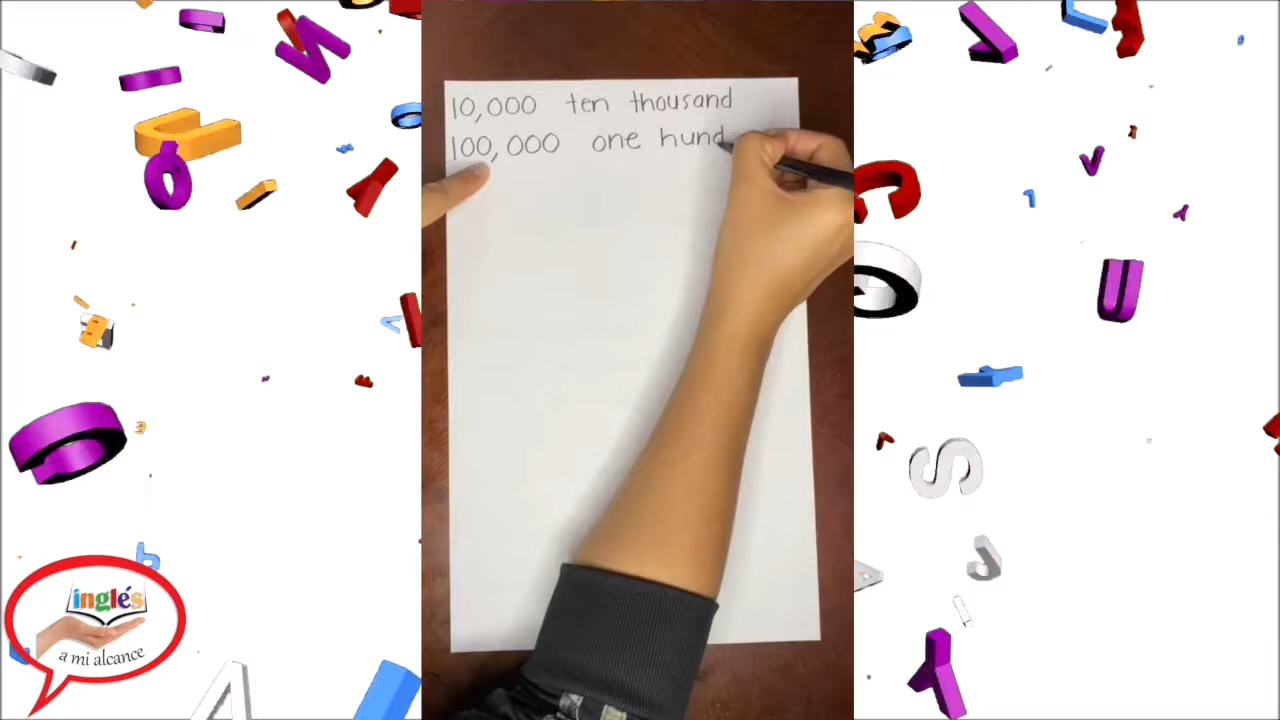 10,000 ten thousand
100,000 one hund
inglés
a mi alcance